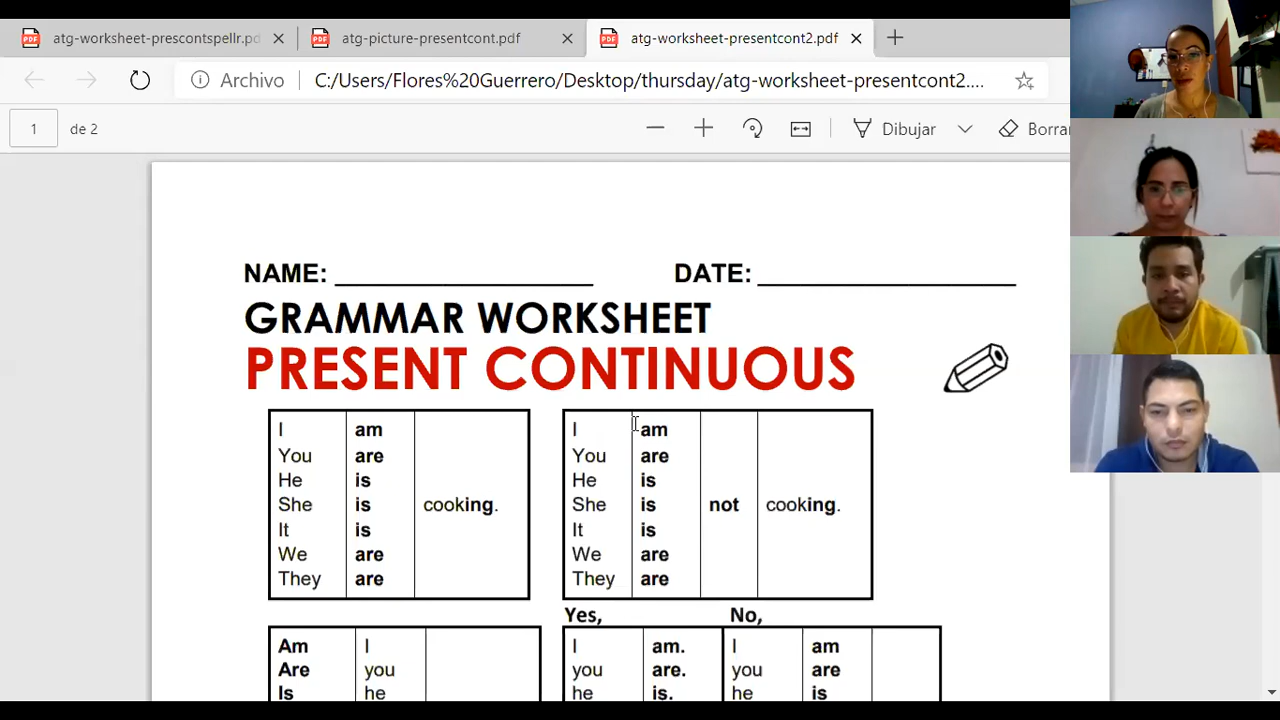 atg-worksheet-prescontspellr.pd
atg-picture-presentcont.pdf
atg-worksheet-presentcont2.pdf
Archivo
C:/Users/Flores%20Guerrero/Desktop/thursday/atg-worksheet-presentcont2....
1
de 2
Dibujar
Borra
NAME: ____________________ DATE: ____________________
GRAMMAR WORKSHEET
PRESENT CONTINUOUS
I am
You are
He is
She is cooking.
It is
We are
They are
I am
You are
He is
She is not cooking.
It is
We are
They are
Yes, No,
Am I
Are you
Is he
I am. I am
you are. you are
he is. he is